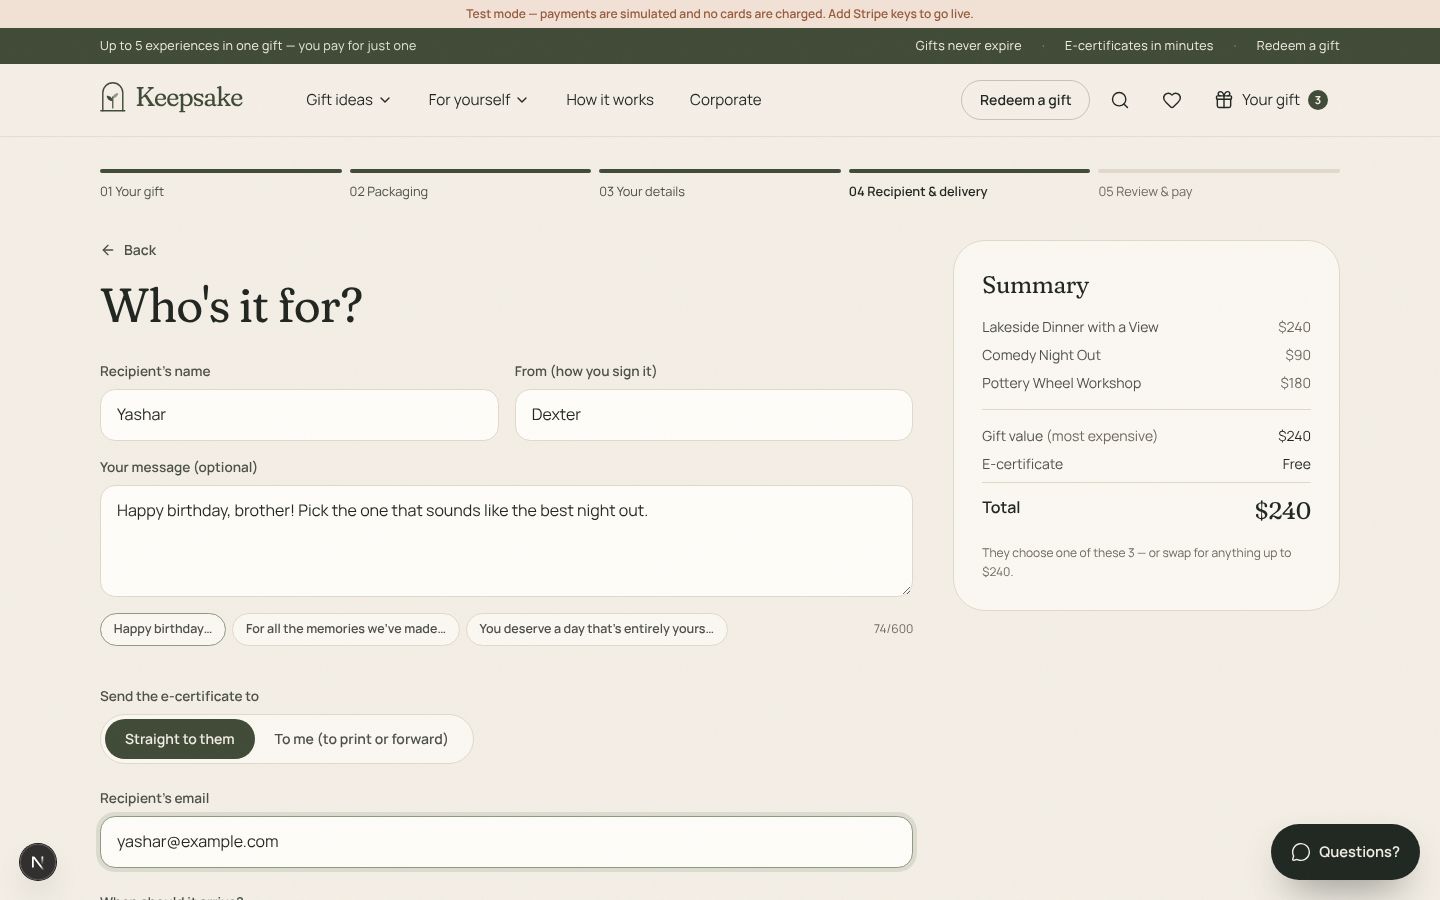 Test mode — payments are simulated and no cards are charged. Add Stripe keys to go live.
Up to 5 experiences in one gift — you pay for just one
Gifts never expire · E-certificates in minutes · Redeem a gift
Keepsake
Gift ideas
For yourself
How it works
Corporate
Redeem a gift
Your gift 3
01 Your gift
02 Packaging
03 Your details
04 Recipient & delivery
05 Review & pay
Back
Who's it for?
Recipient's name
From (how you sign it)
Yashar
Dexter
Your message (optional)
Happy birthday, brother! Pick the one that sounds like the best night out.
Happy birthday…
For all the memories we've made…
You deserve a day that's entirely yours…
74/600
Send the e-certificate to
Straight to them
To me (to print or forward)
Recipient's email
yashar@example.com
When should it arrive?
Summary
Lakeside Dinner with a View $240
Comedy Night Out $90
Pottery Wheel Workshop $180
Gift value (most expensive) $240
E-certificate Free
Total $240
They choose one of these 3 — or swap for anything up to
$240.
N
Questions?